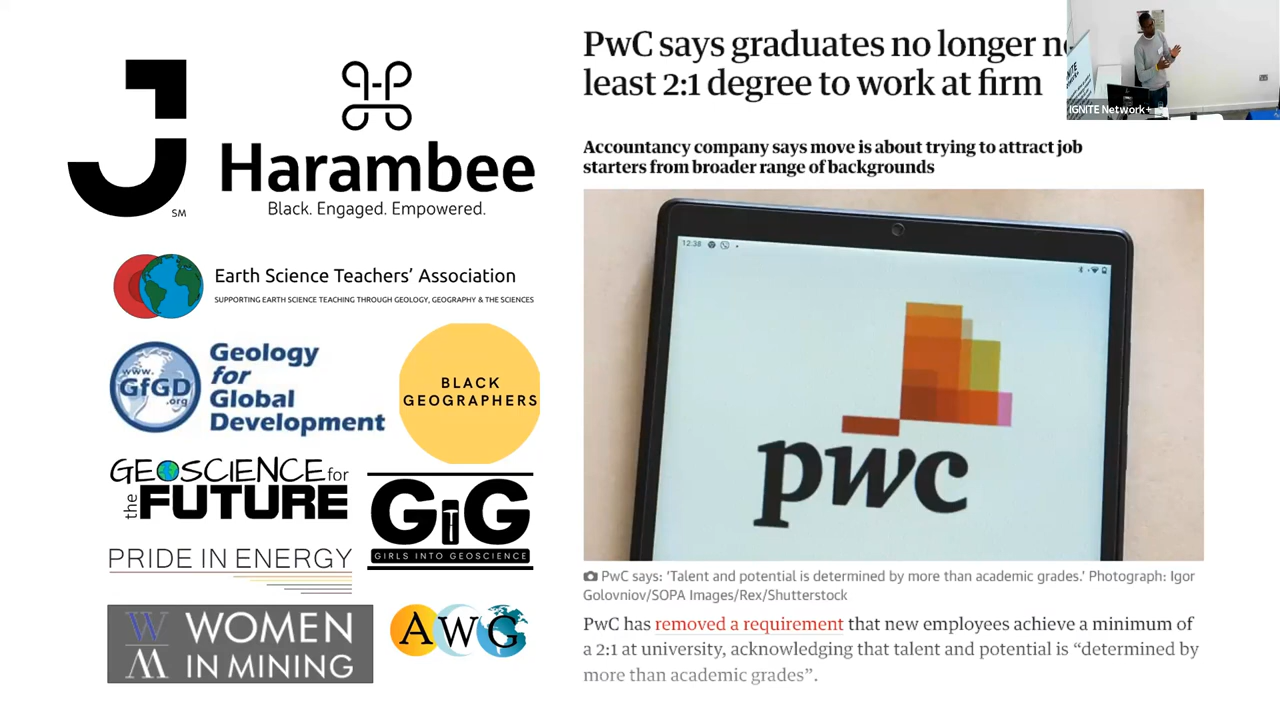 J
SM
Harambee
Black. Engaged. Empowered.
Earth Science Teachers' Association
SUPPORTING EARTH SCIENCE TEACHING THROUGH GEOLOGY, GEOGRAPHY & THE SCIENCES
www.
GfGD
.org
Geology
for
Global
Development
BLACK
GEOGRAPHERS
GEOSCIENCE for
the FUTURE
GiG
GIRLS INTO GEOSCIENCE
PRIDE IN ENERGY
W
IM
WOMEN
IN MINING
AWG
PwC says graduates no longer
least 2:1 degree to work at firm
Accountancy company says move is about trying to attract job
starters from broader range of backgrounds
12:38
pwc
PwC says: ‘Talent and potential is determined by more than academic grades.’ Photograph: Igor
Golovniov/SOPA Images/Rex/Shutterstock
PwC has removed a requirement that new employees achieve a minimum of
a 2:1 at university, acknowledging that talent and potential is “determined by
more than academic grades”.
IGNITE Network+